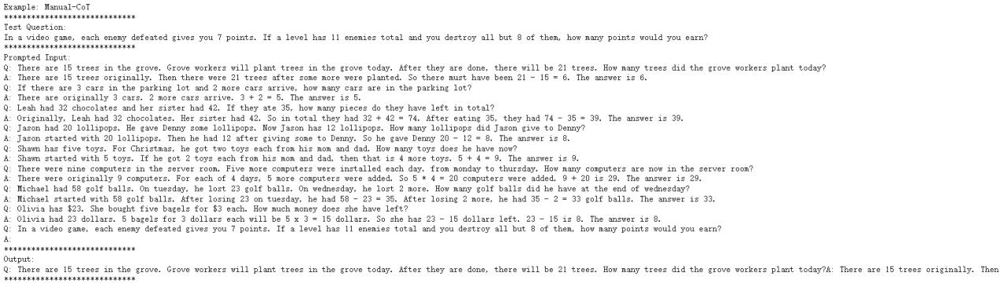 Example: Manual-CoT
*****************************
Test Question:
In a video game, each enemy defeated gives you 7 points. If a level has 11 enemies total and you destroy all but 8 of them, how many points would you earn?
*****************************
Prompted Input:
Q: There are 15 trees in the grove. Grove workers will plant trees in the grove today. After they are done, there will be 21 trees. How many trees did the grove workers plant today?
A: There are 15 trees originally. Then there were 21 trees after some more were planted. So there must have been 21 - 15 = 6. The answer is 6.
Q: If there are 3 cars in the parking lot and 2 more cars arrive, how many cars are in the parking lot?
A: There are originally 3 cars. 2 more cars arrive. 3 + 2 = 5. The answer is 5.
Q: Leah had 32 chocolates and her sister had 42. If they ate 35, how many pieces do they have left in total?
A: Originally, Leah had 32 chocolates. Her sister had 42. So in total they had 32 + 42 = 74. After eating 35, they had 74 - 35 = 39. The answer is 39.
Q: Jason had 20 lollipops. He gave Denny some lollipops. Now Jason has 12 lollipops. How many lollipops did Jason give to Denny?
A: Jason started with 20 lollipops. Then he had 12 after giving some to Denny. So he gave Denny 20 - 12 = 8. The answer is 8.
Q: Shawn has five toys. For Christmas, he got two toys each from his mom and dad. How many toys does he have now?
A: Shawn started with 5 toys. If he got 2 toys each from his mom and dad, then that is 4 more toys. 5 + 4 = 9. The answer is 9.
Q: There were nine computers in the server room. Five more computers were installed each day, from monday to thursday. How many computers are now in the server room?
A: There were originally 9 computers. For each of 4 days, 5 more computers were added. So 5 * 4 = 20 computers were added. 9 + 20 is 29. The answer is 29.
Q: Michael had 58 golf balls. On tuesday, he lost 23 golf balls. On wednesday, he lost 2 more. How many golf balls did he have at the end of wednesday?
A: Michael started with 58 golf balls. After losing 23 on tuesday, he had 58 - 23 = 35. After losing 2 more, he had 35 - 2 = 33 golf balls. The answer is 33.
Q: Olivia has $23. She bought five bagels for $3 each. How much money does she have left?
A: Olivia had 23 dollars. 5 bagels for 3 dollars each will be 5 x 3 = 15 dollars. So she has 23 - 15 dollars left. 23 - 15 is 8. The answer is 8.
Q: In a video game, each enemy defeated gives you 7 points. If a level has 11 enemies total and you destroy all but 8 of them, how many points would you earn?
A:
*****************************
Output:
Q: There are 15 trees in the grove. Grove workers will plant trees in the grove today. After they are done, there will be 21 trees. How many trees did the grove workers plant today?A: There are 15 trees originally. Then
*****************************